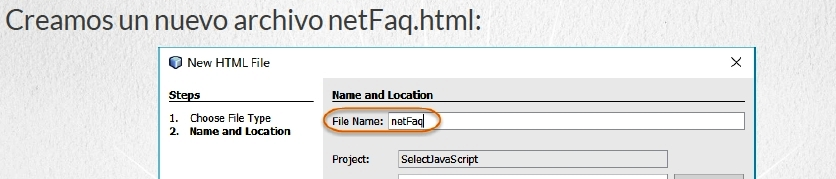 Creamos un nuevo archivo netFaq.html:
New HTML File
Steps
Name and Location
1. Choose File Type
File Name: netFaq
2. Name and Location
Project: SelectJavaScript